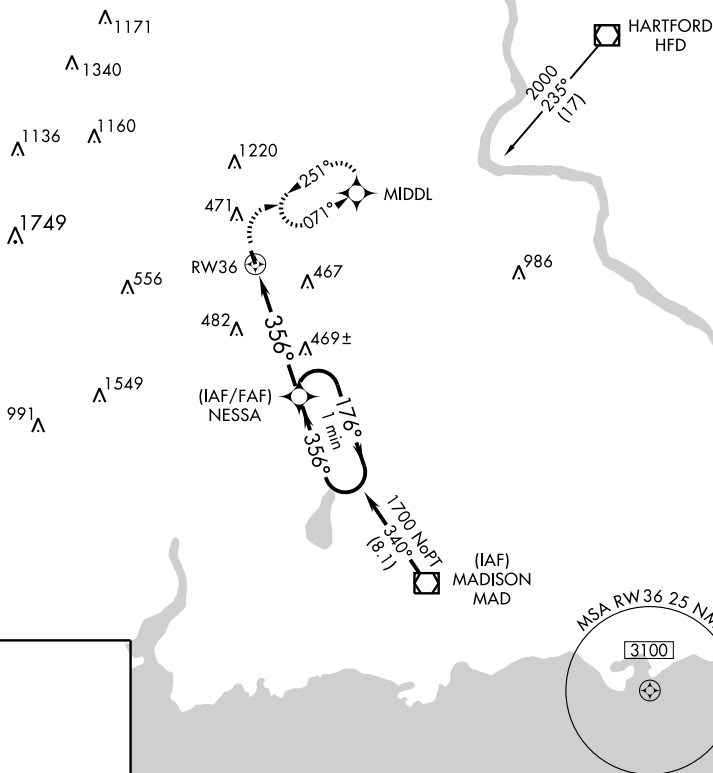 1171
HARTFORD
HFD
1340
2000
235°
(17)
1136
1160
1220
251°
MIDDL
471
071°
1749
RW36
986
467
556
482
356°
469±
1549
(IAF/FAF)
NESSA
991
176°
1 min
356°
1700 NoPT
340°
(8.1)
(IAF)
MADISON
MAD
MSA RW36 25 NM
3100